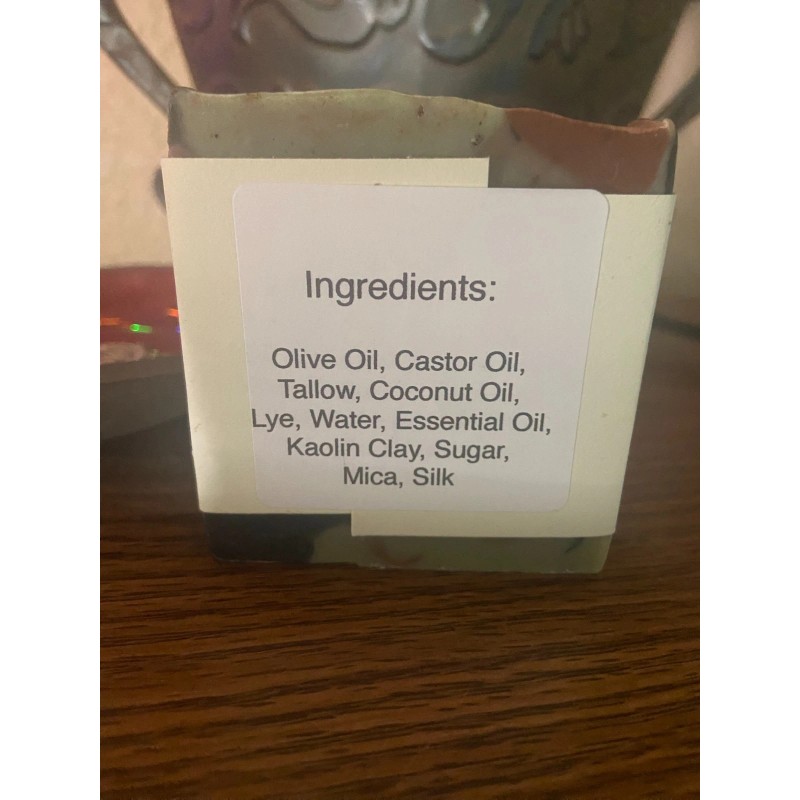 Ingredients:
Olive Oil, Castor Oil,
Tallow, Coconut Oil,
Lye, Water, Essential Oil,
Kaolin Clay, Sugar,
Mica, Silk